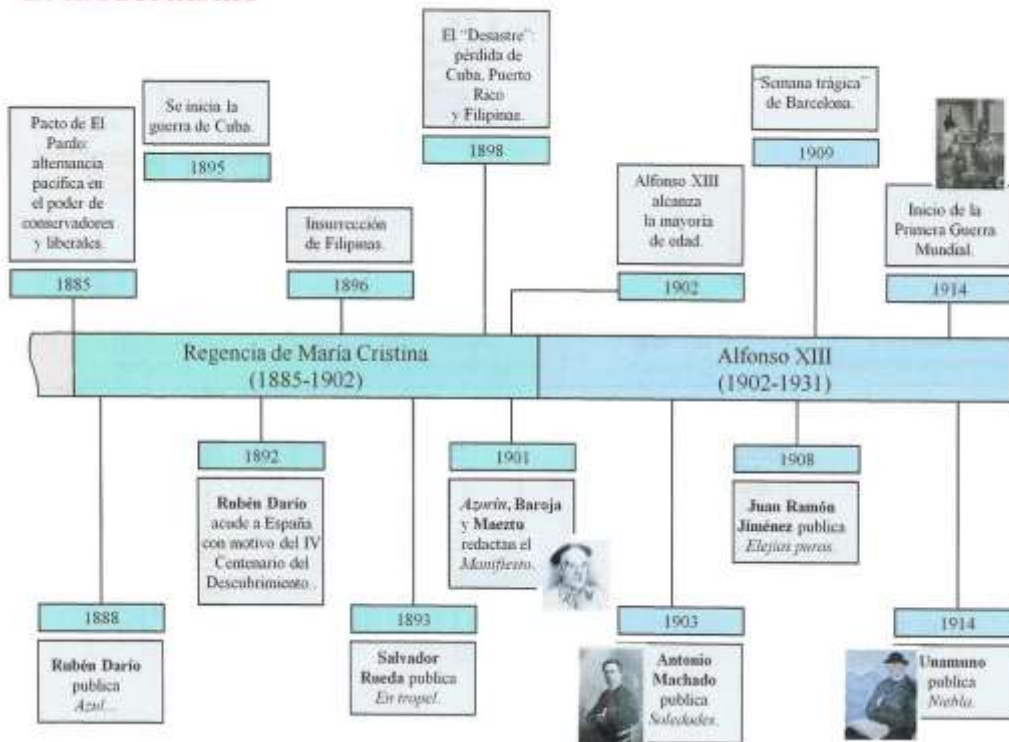 Pacto de El
Pardo:
alternancia
pacífica en
el poder de
conservadores
y liberales.
1885
Se inicia la
guerra de Cuba.
1895
Insurrección
de Filipinas.
1896
El "Desastre":
pérdida de
Cuba, Puerto
Rico
y Filipinas.
1898
Alfonso XIII
alcanza
la mayoría
de edad.
1902
"Semana trágica"
de Barcelona.
1909
Inicio de la
Primera Guerra
Mundial.
1914
Regencia de María Cristina
(1885-1902)
Alfonso XIII
(1902-1931)
1888
Rubén Darío
publica
Azul...
1892
Rubén Darío
acude a España
con motivo del IV
Centenario del
Descubrimiento.
1893
Salvador
Rueda publica
En tropel.
1901
Azorín, Baroja
y Maeztu
redactan el
Manifiesto.
1903
Antonio
Machado
publica
Soledades.
1908
Juan Ramón
Jiménez publica
Elejías puras.
1914
Unamuno
publica
Niebla.